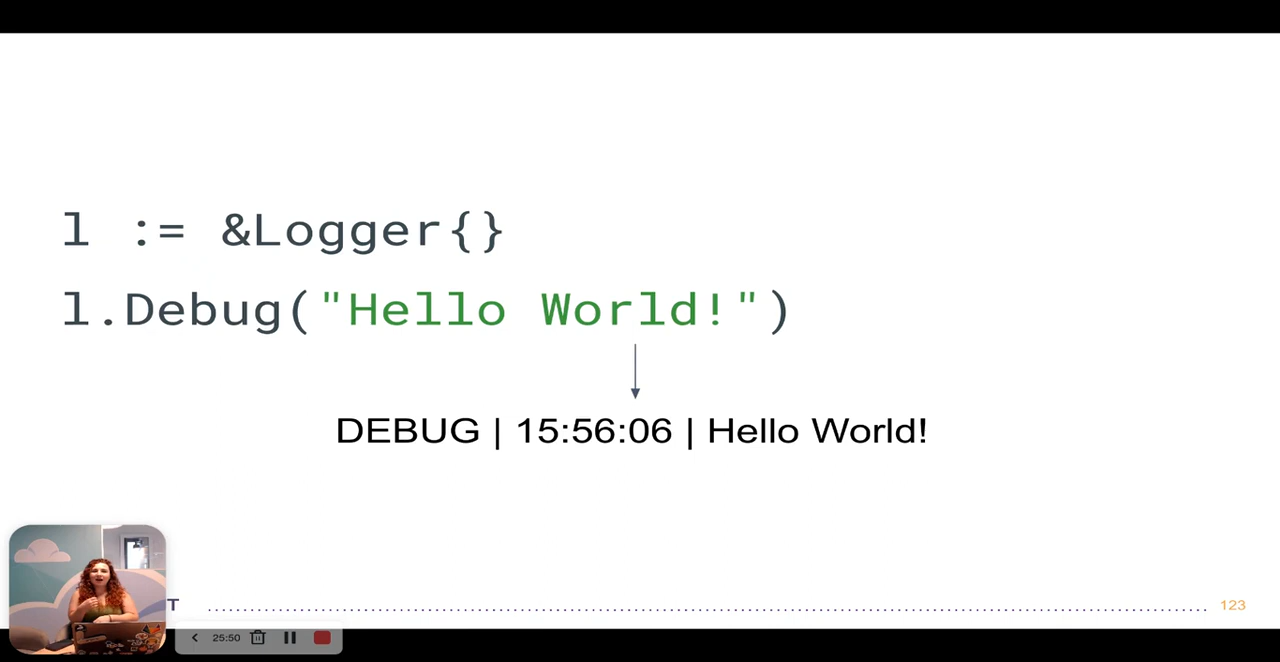 l := &Logger{}
l.Debug("Hello World!")
DEBUG | 15:56:06 | Hello World!
T
123
25:50